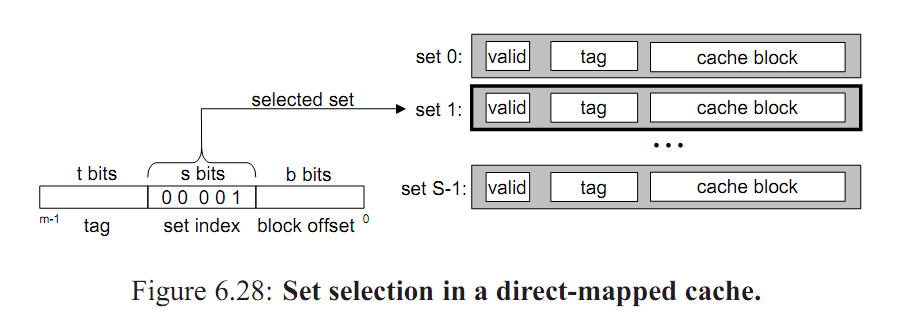 set 0: valid tag cache block
selected set
set 1: valid tag cache block
• • •
t bits s bits b bits
set S-1: valid tag cache block
0 0 0 0 1
m-1 tag set index block offset 0
Figure 6.28: Set selection in a direct-mapped cache.